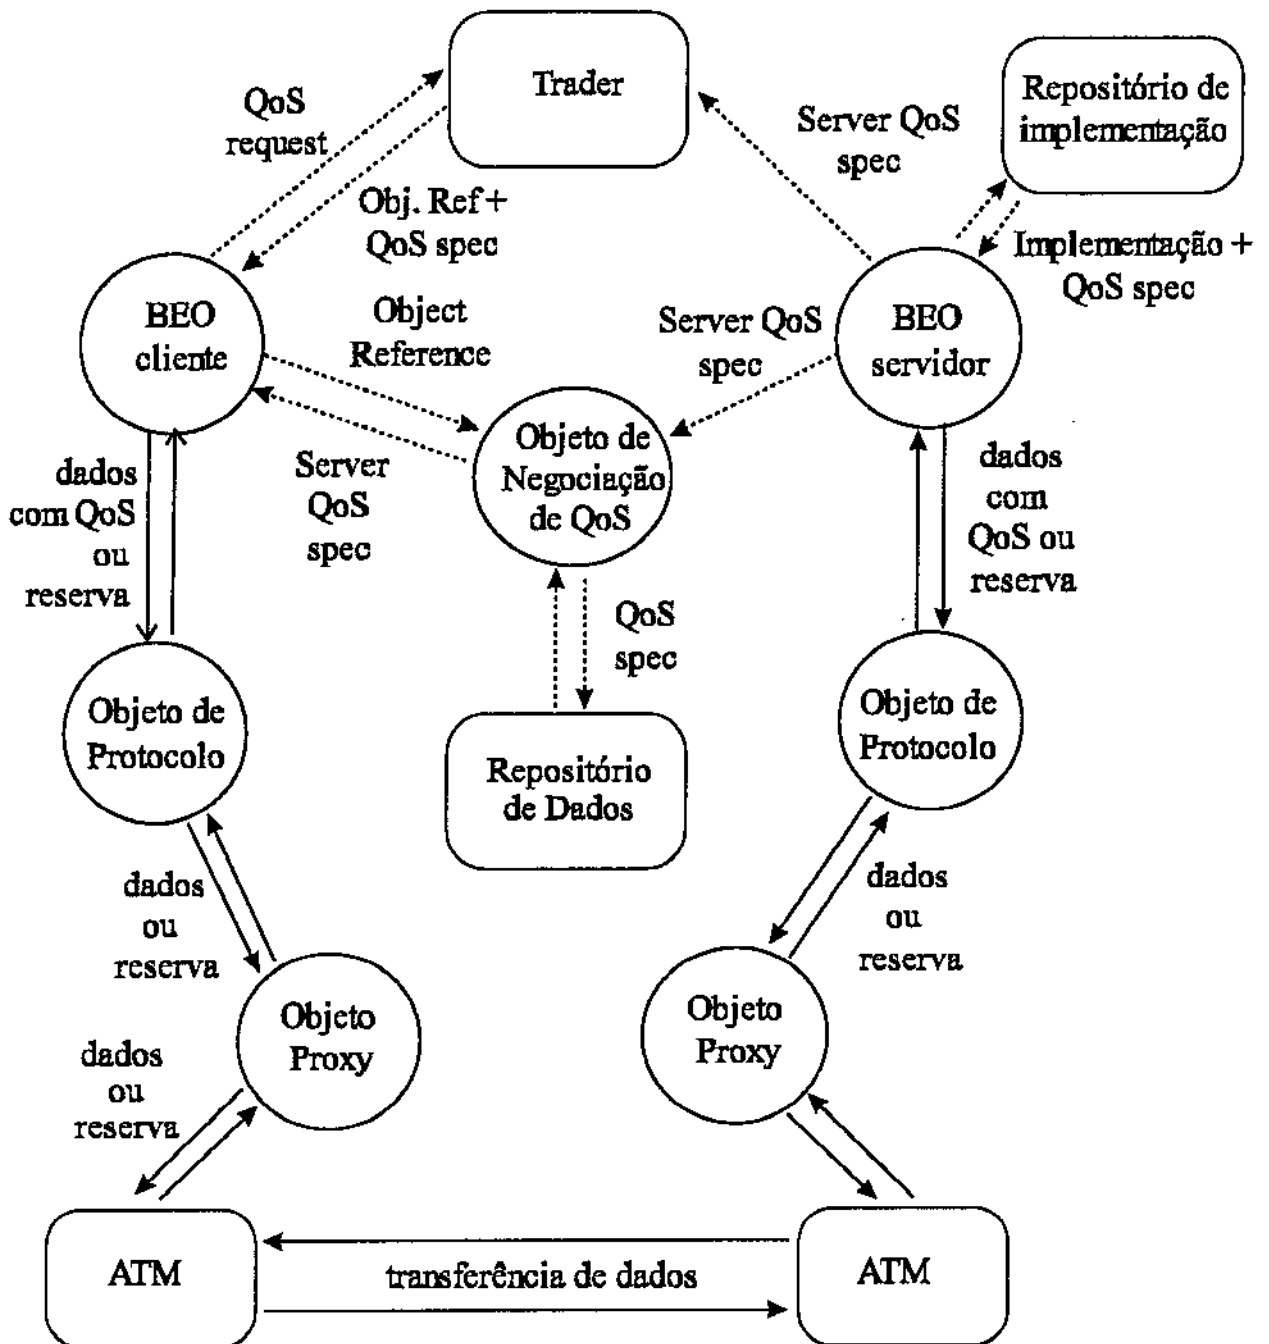 Trader
Repositório de
implementação
QoS
request
Server QoS
spec
Obj. Ref +
QoS spec
Implementação +
QoS spec
BEO
cliente
Object
Reference
Server QoS
spec
BEO
servidor
Objeto de
Negociação
de QoS
dados
com QoS
ou
reserva
Server
QoS
spec
dados
com
QoS ou
reserva
QoS
spec
Objeto de
Protocolo
Objeto de
Protocolo
Repositório
de Dados
dados
ou
reserva
dados
ou
reserva
Objeto
Proxy
Objeto
Proxy
dados
ou
reserva
ATM
transferência de dados
ATM